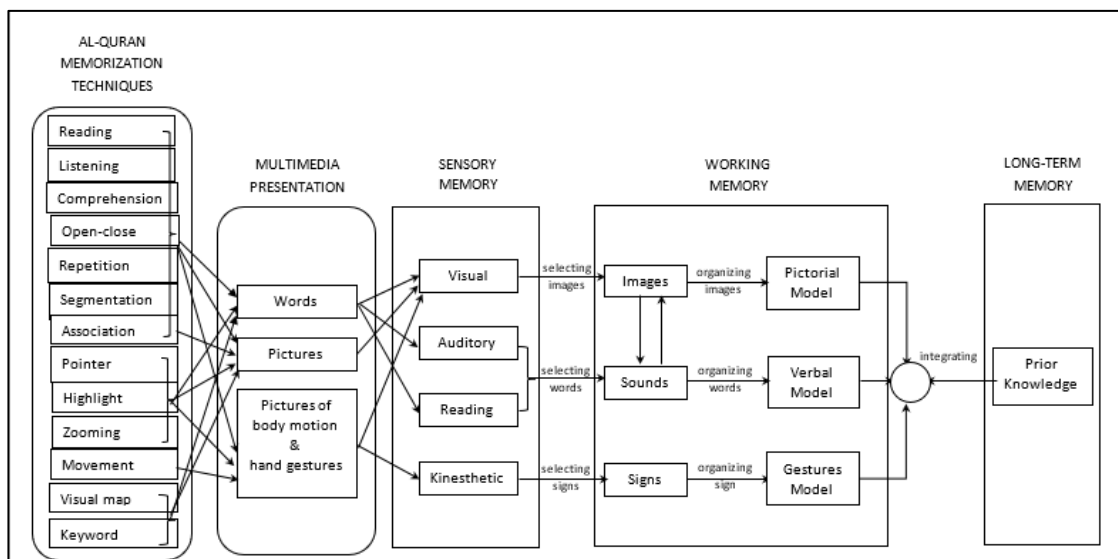 AL-QURAN
MEMORIZATION
TECHNIQUES
Reading
Listening
Comprehension
Open-close
Repetition
Segmentation
Association
Pointer
Highlight
Zooming
Movement
Visual map
Keyword
MULTIMEDIA
PRESENTATION
Words
Pictures
Pictures of
body motion
&
hand gestures
SENSORY
MEMORY
Visual
Auditory
Reading
Kinesthetic
selecting
images
selecting
words
selecting
signs
WORKING
MEMORY
Images
Sounds
Signs
organizing
images
organizing
words
organizing
sign
Pictorial
Model
Verbal
Model
Gestures
Model
integrating
LONG-TERM
MEMORY
Prior
Knowledge